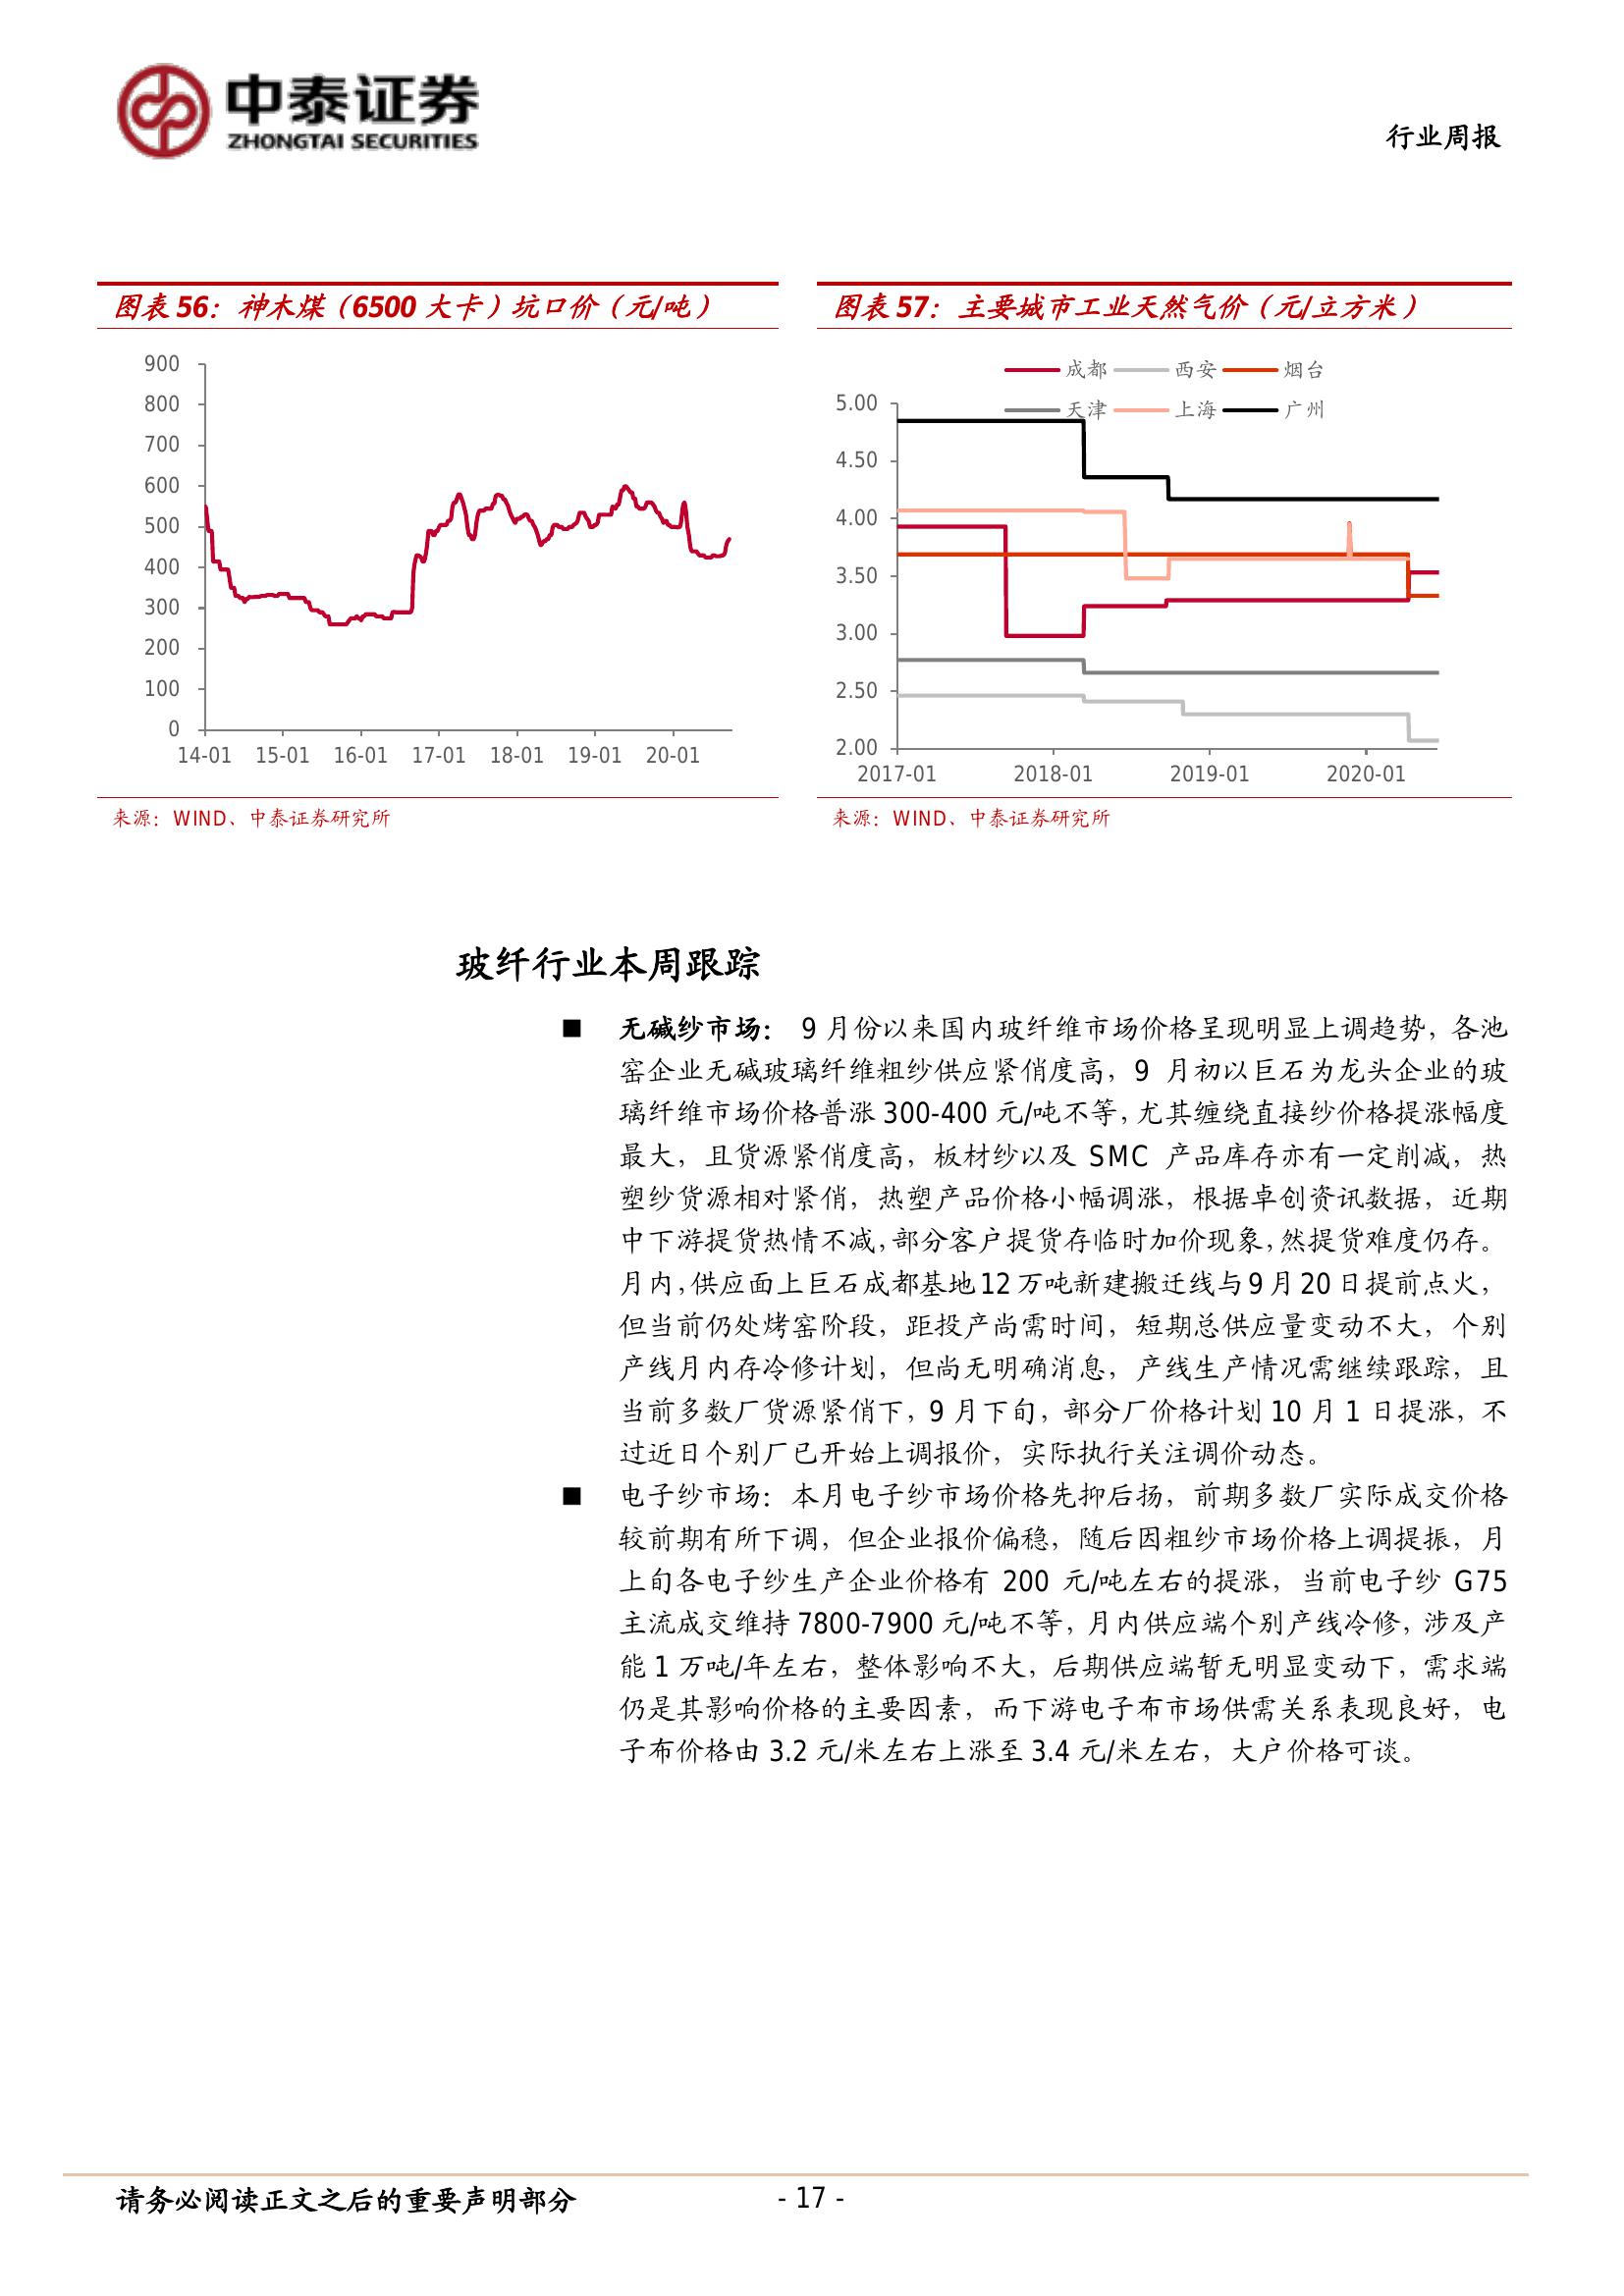 中泰证券
ZHONGTAI SECURITIES
行业周报
图表 56：神木煤（6500 大卡）坑口价（元/吨）
900
800
700
600
500
400
300
200
100
0
14-01 15-01 16-01 17-01 18-01 19-01 20-01
来源：WIND、中泰证券研究所
图表 57：主要城市工业天然气价（元/立方米）
成都 西安 烟台
天津 上海 广州
5.00
4.50
4.00
3.50
3.00
2.50
2.00
2017-01 2018-01 2019-01 2020-01
来源：WIND、中泰证券研究所
玻纤行业本周跟踪
■ 无碱纱市场： 9 月份以来国内玻纤维市场价格呈现明显上调趋势，各池
窑企业无碱玻璃纤维粗纱供应紧俏度高，9 月初以巨石为龙头企业的玻
璃纤维市场价格普涨 300-400 元/吨不等，尤其缠绕直接纱价格提涨幅度
最大，且货源紧俏度高，板材纱以及 SMC 产品库存亦有一定削减，热
塑纱货源相对紧俏，热塑产品价格小幅调涨，根据卓创资讯数据，近期
中下游提货热情不减，部分客户提货存临时加价现象，然提货难度仍存。
月内，供应面上巨石成都基地 12 万吨新建搬迁线与 9 月 20 日提前点火，
但当前仍处烤窑阶段，距投产尚需时间，短期总供应量变动不大，个别
产线月内存冷修计划，但尚无明确消息，产线生产情况需继续跟踪，且
当前多数厂货源紧俏下，9 月下旬，部分厂价格计划 10 月 1 日提涨，不
过近日个别厂已开始上调报价，实际执行关注调价动态。
■ 电子纱市场：本月电子纱市场价格先抑后扬，前期多数厂实际成交价格
较前期有所下调，但企业报价偏稳，随后因粗纱市场价格上调提振，月
上旬各电子纱生产企业价格有 200 元/吨左右的提涨，当前电子纱 G75
主流成交维持 7800-7900 元/吨不等，月内供应端个别产线冷修，涉及产
能 1 万吨/年左右，整体影响不大，后期供应端暂无明显变动下，需求端
仍是其影响价格的主要因素，而下游电子布市场供需关系表现良好，电
子布价格由 3.2 元/米左右上涨至 3.4 元/米左右，大户价格可谈。
请务必阅读正文之后的重要声明部分
- 17 -